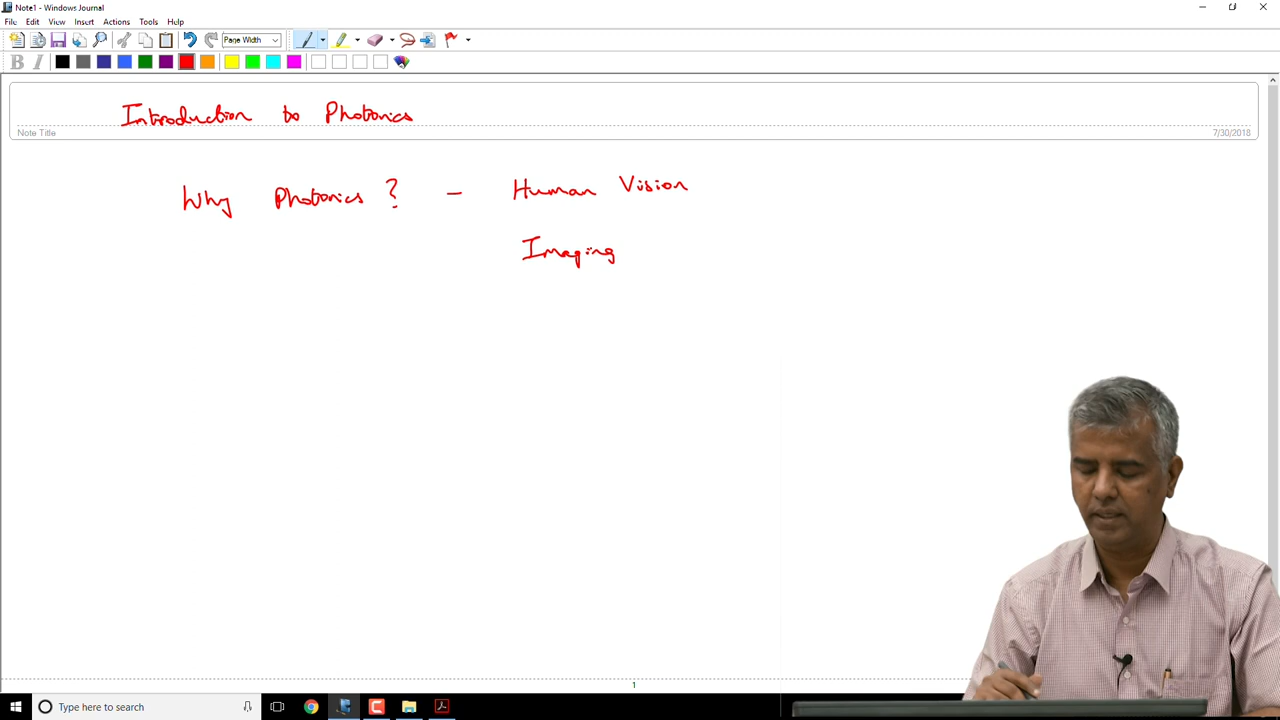 Note1 - Windows Journal
File Edit View Insert Actions Tools Help
Page Width
B I
Introduction to Photonics
Note Title
7/30/2018
Why Photonics? - Human Vision
Imaging
1
Type here to search